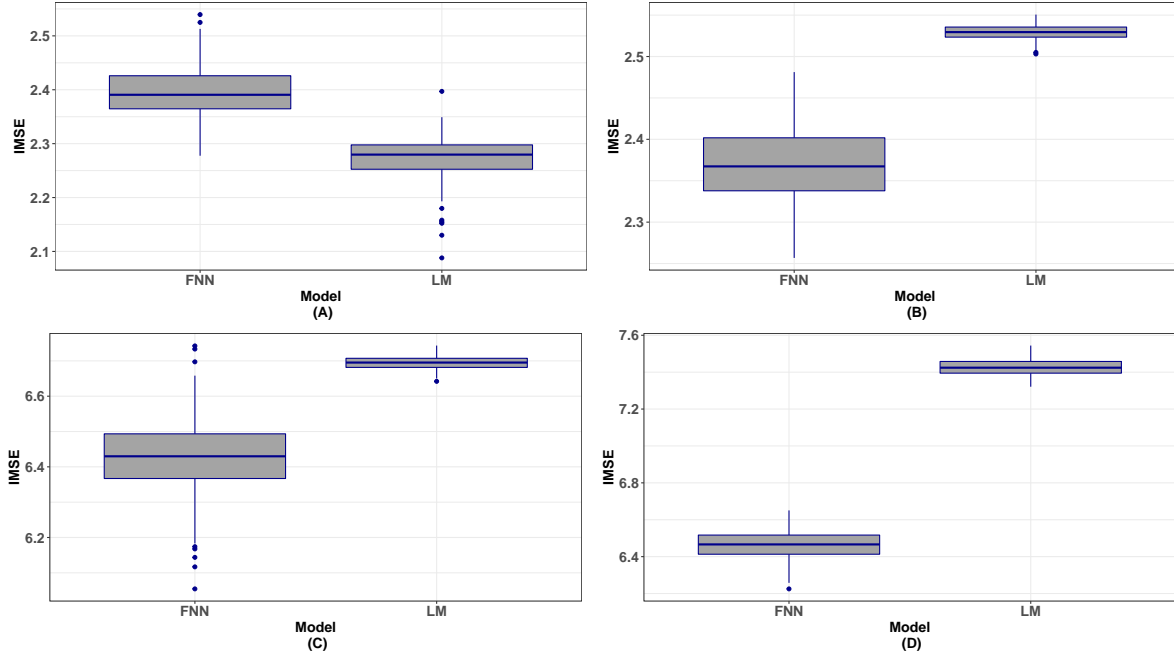 IMSE
2.5
2.4
2.3
2.2
2.1
FNN
LM
Model
(A)
IMSE
2.5
2.4
2.3
FNN
LM
Model
(B)
IMSE
6.6
6.4
6.2
FNN
LM
Model
(C)
IMSE
7.6
7.2
6.8
6.4
FNN
LM
Model
(D)